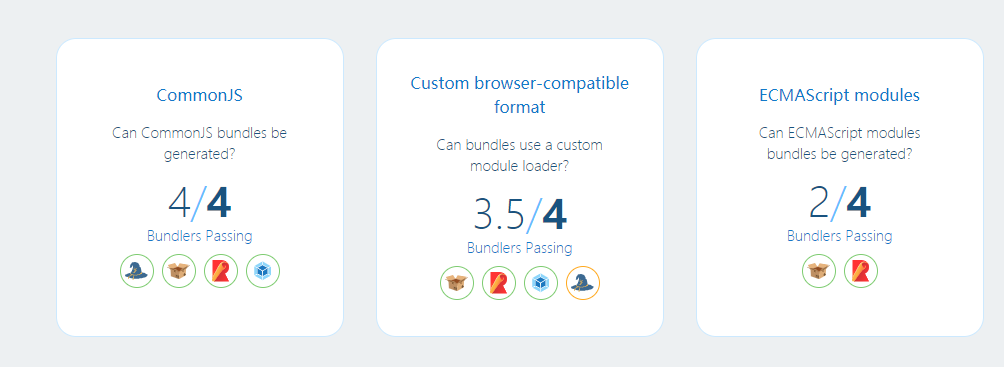 CommonJS
Can CommonJS bundles be
generated?
4/4
Bundlers Passing
Custom browser-compatible
format
Can bundles use a custom
module loader?
3.5/4
Bundlers Passing
ECMAScript modules
Can ECMAScript modules
bundles be generated?
2/4
Bundlers Passing